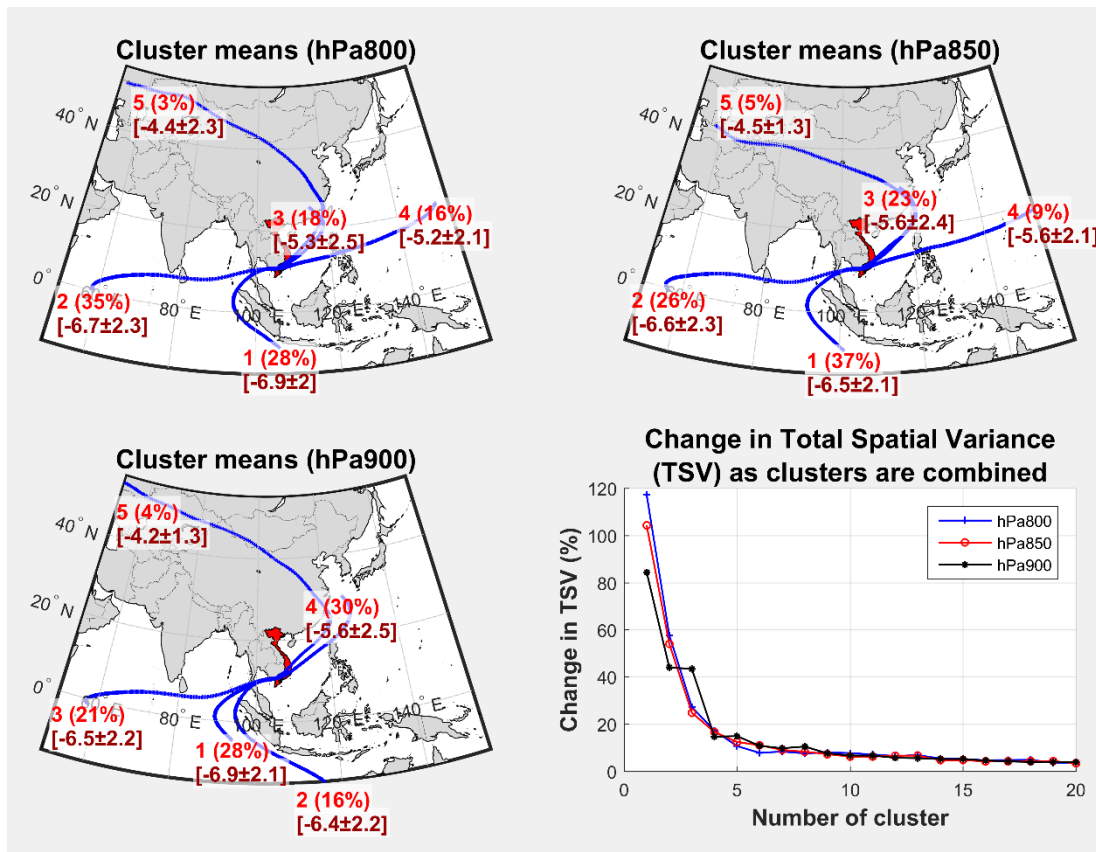 Cluster means (hPa800)
5 (3%)
[-4.4±2.3]
40° N
20° N
0°
3 (18%)
[-5.3±2.5]
4 (16%)
[-5.2±2.1]
2 (35%)
[-6.7±2.3]
60° E
80° E
100° E
120° E
140° E
1 (28%)
[-6.9±2]
Cluster means (hPa850)
5 (5%)
[-4.5±1.3]
40° N
20° N
0°
3 (23%)
[-5.6±2.4]
4 (9%)
[-5.6±2.1]
2 (26%)
[-6.6±2.3]
80° E
100° E
120° E
140° E
1 (37%)
[-6.5±2.1]
Cluster means (hPa900)
5 (4%)
[-4.2±1.3]
40° N
20° N
0°
4 (30%)
[-5.6±2.5]
3 (21%)
[-6.5±2.2]
80° E
100° E
120° E
140° E
1 (28%)
[-6.9±2.1]
2 (16%)
[-6.4±2.2]
Change in Total Spatial Variance
(TSV) as clusters are combined
Change in TSV (%)
120
100
80
60
40
20
0
hPa800
hPa850
hPa900
0 5 10 15 20
Number of cluster